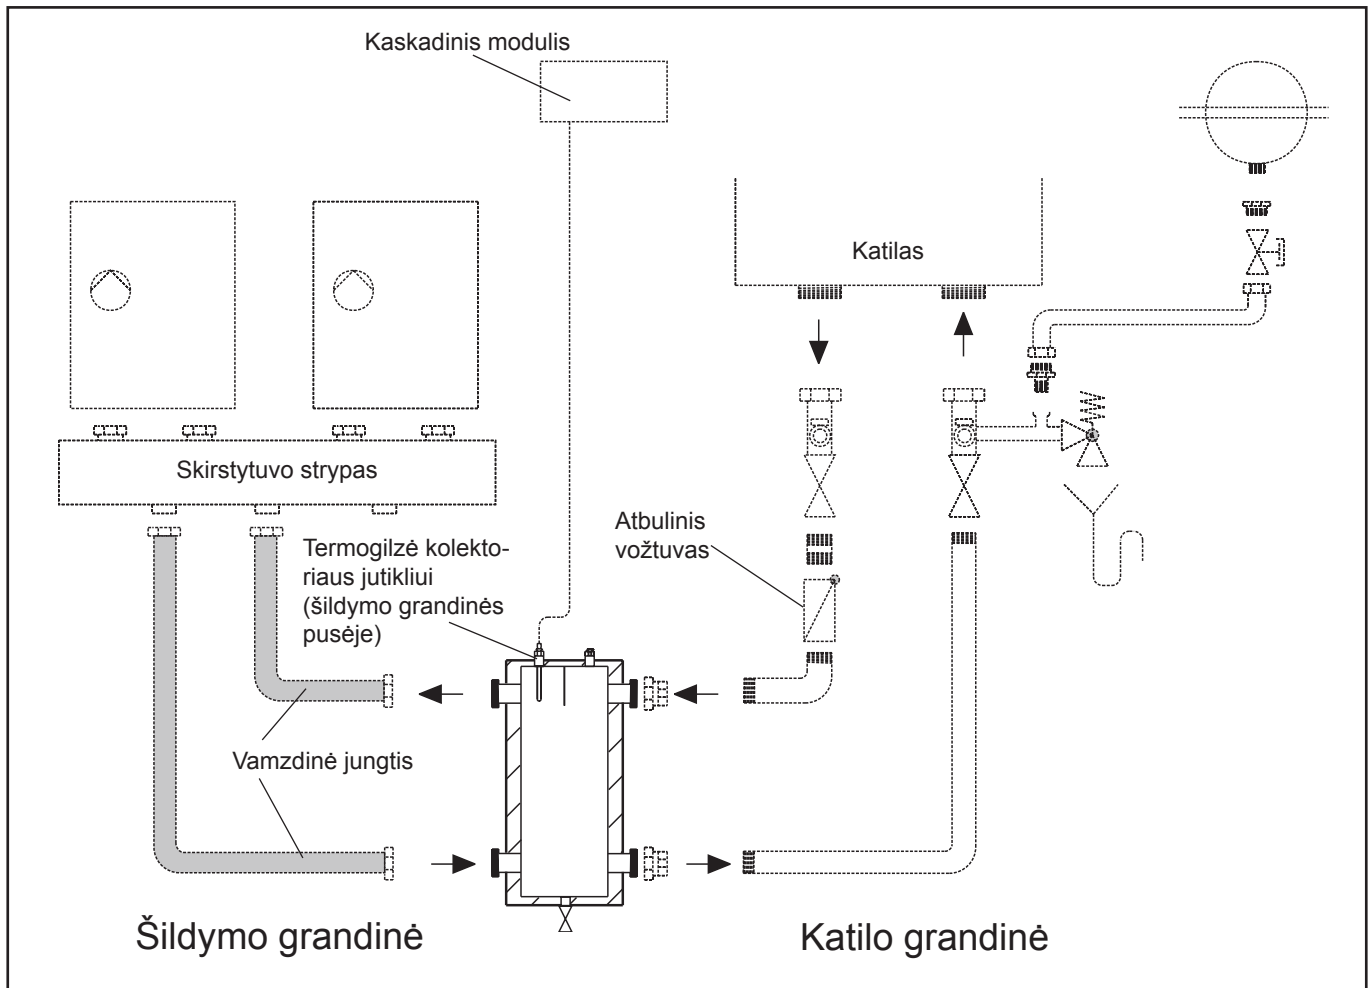 Kaskadinis modulis
Katilas
Skirstytuvo strypas
Atbulinis
vožtuvas
Termogilzė kolekto-
riaus jutikliui
(šildymo grandinės
pusėje)
Vamzdinė jungtis
Šildymo grandinė
Katilo grandinė